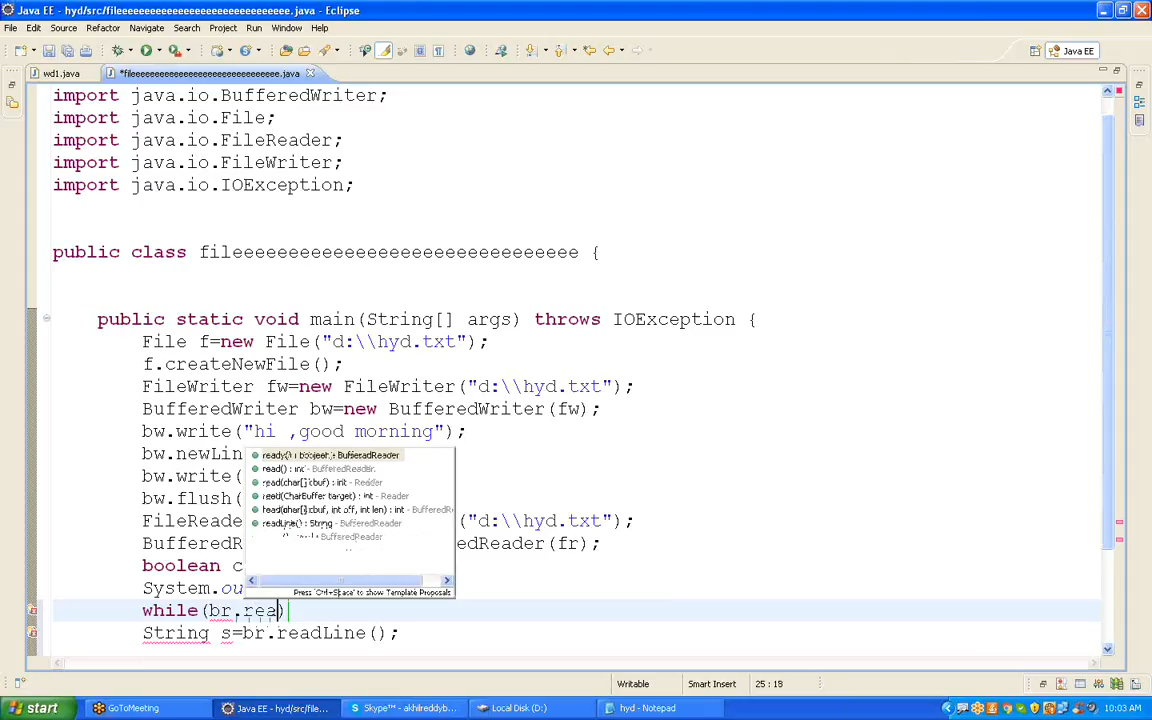 Java EE - hyd/src/fileeeeeeeeeeeeeeeeeeeeeeeeeeeeeee.java - Eclipse
File Edit Source Refactor Navigate Search Project Run Window Help
Java EE
wd1.java *fileeeeeeeeeeeeeeeeeeeeeeeeeeeeeee.java
import java.io.BufferedWriter;
import java.io.File;
import java.io.FileReader;
import java.io.FileWriter;
import java.io.IOException;
public class fileeeeeeeeeeeeeeeeeeeeeeeeeeeeeee {
public static void main(String[] args) throws IOException {
File f=new File("d:\\hyd.txt");
f.createNewFile();
FileWriter fw=new FileWriter("d:\\hyd.txt");
BufferedWriter bw=new BufferedWriter(fw);
bw.write("hi ,good morning");
bw.newLin
ready() : boolean - BufferedReader
read() : int - BufferedReader
bw.write(
read(char[] cbuf) : int - Reader
bw.flush(
read(CharBuffer target) : int - Reader
read(char[] cbuf, int off, int len) : int - BufferedR
FileReade ("d:\\hyd.txt");
readLine() : String - BufferedReader
BufferedR BufferedReader edReader(fr);
boolean c
System.ou
Press 'Ctrl+Space' to show Template Proposals
while(br.rea)
String s=br.readLine();
Writable Smart Insert 25 : 18
start GoToMeeting Java EE - hyd/src/file... Skype™ - akhilreddyb... Local Disk (D:) hyd - Notepad 10:03 AM